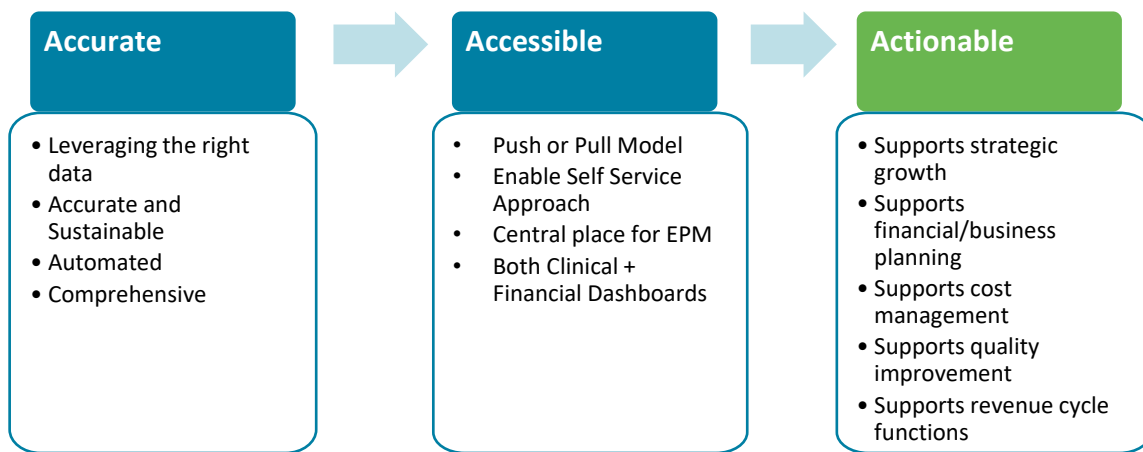 Accurate
• Leveraging the right
data
• Accurate and
Sustainable
• Automated
• Comprehensive
Accessible
• Push or Pull Model
• Enable Self Service
Approach
• Central place for EPM
• Both Clinical +
Financial Dashboards
Actionable
• Supports strategic
growth
• Supports
financial/business
planning
• Supports cost
management
• Supports quality
improvement
• Supports revenue cycle
functions